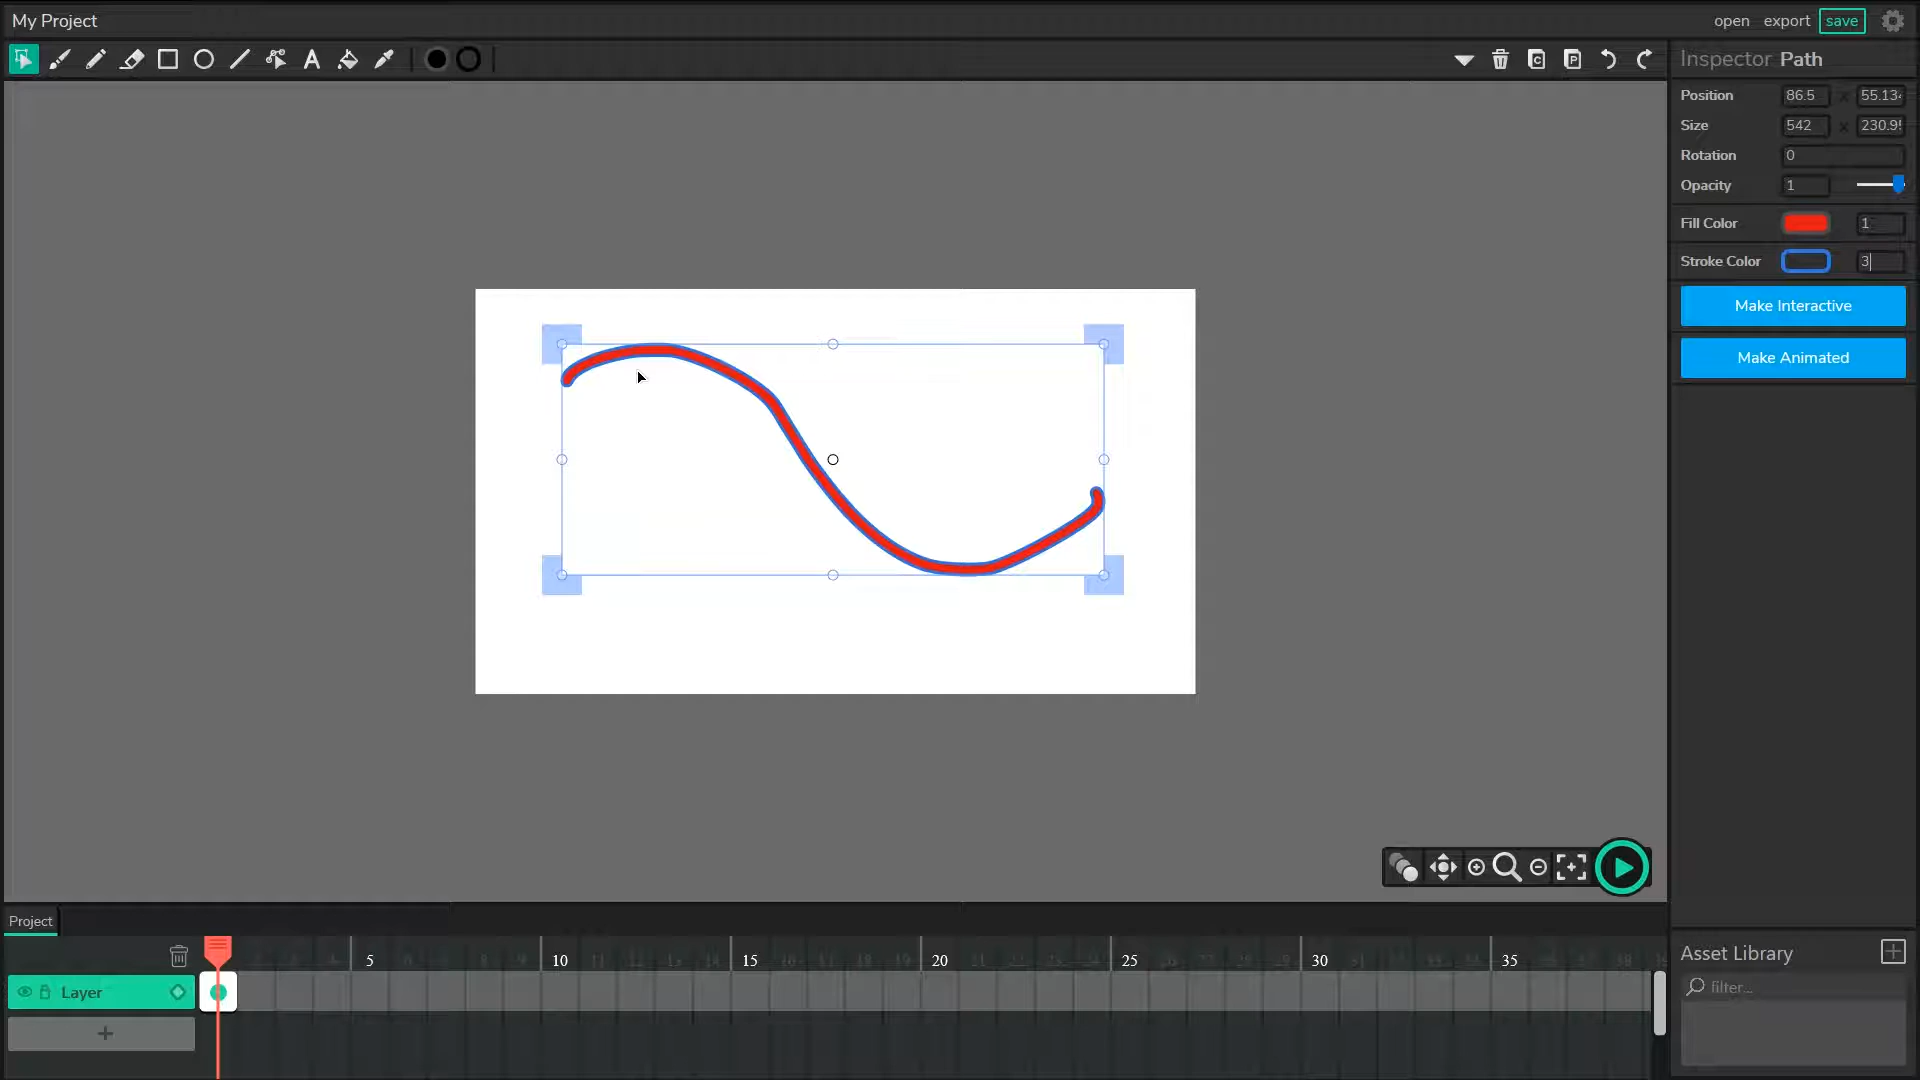 My Project
open export save
A
Inspector Path
Position 86.5 x 55.13
Size 542 x 230.9
Rotation 0
Opacity 1
Fill Color 1
Stroke Color 3
Make Interactive
Make Animated
Project
5 10 15 20 25 30 35
Layer
+
Asset Library
filter...